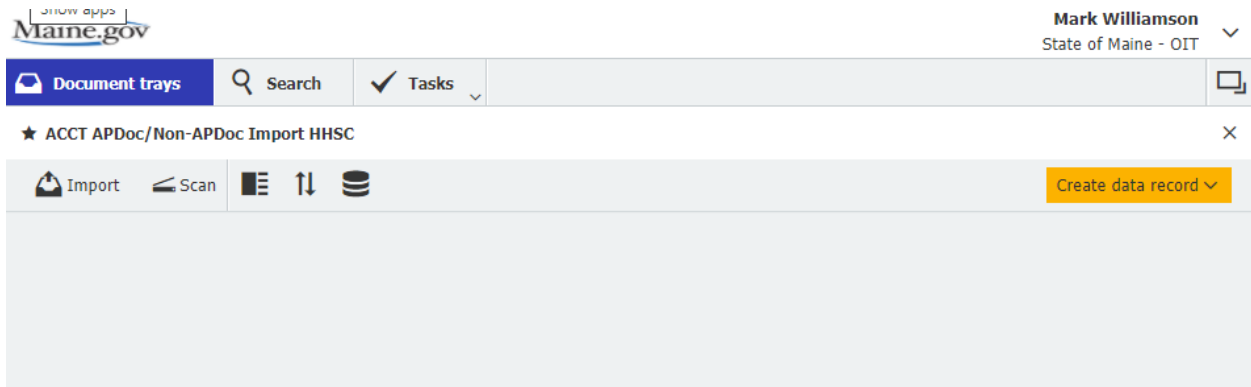 Show apps
Maine.gov
Mark Williamson
State of Maine - OIT
Document trays
Search
Tasks
ACCT APDoc/Non-APDoc Import HHSC
Import
Scan
Create data record